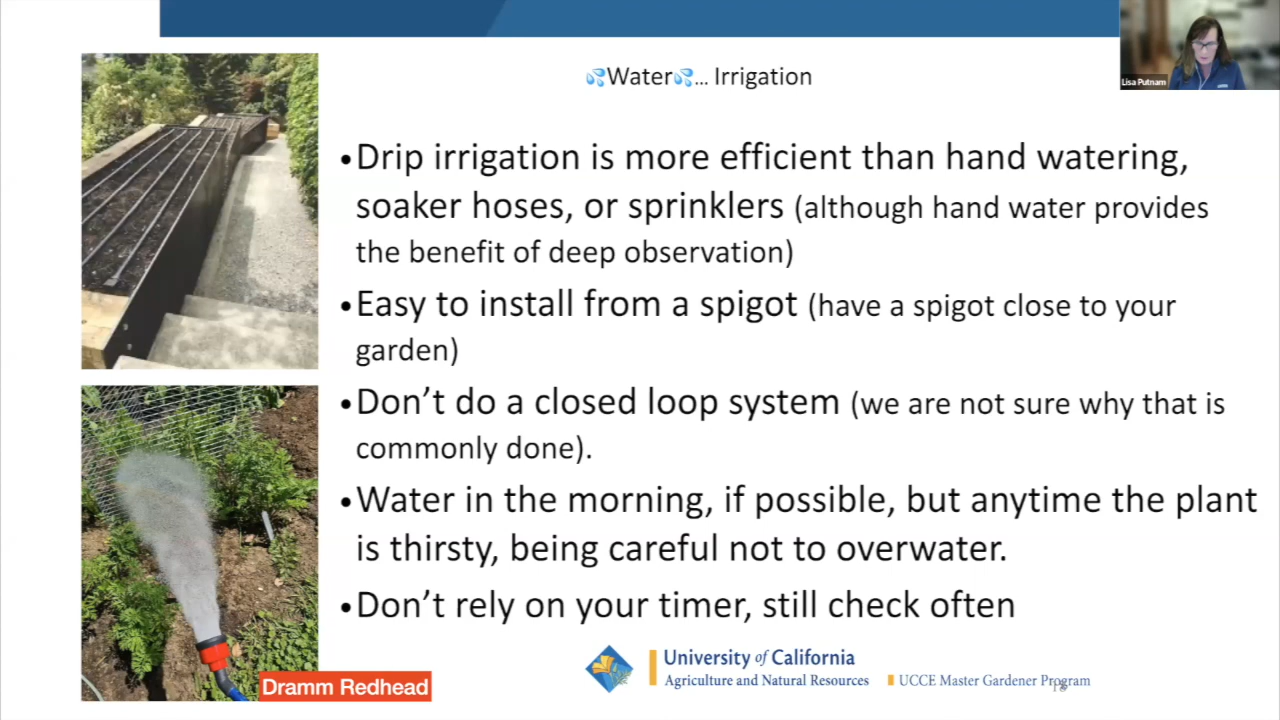 💦Water💦... Irrigation
Lisa Putnam
•Drip irrigation is more efficient than hand watering,
soaker hoses, or sprinklers (although hand water provides
the benefit of deep observation)
•Easy to install from a spigot (have a spigot close to your
garden)
•Don’t do a closed loop system (we are not sure why that is
commonly done).
•Water in the morning, if possible, but anytime the plant
is thirsty, being careful not to overwater.
•Don’t rely on your timer, still check often
Dramm Redhead
University of California
Agriculture and Natural Resources
UCCE Master Gardener Program